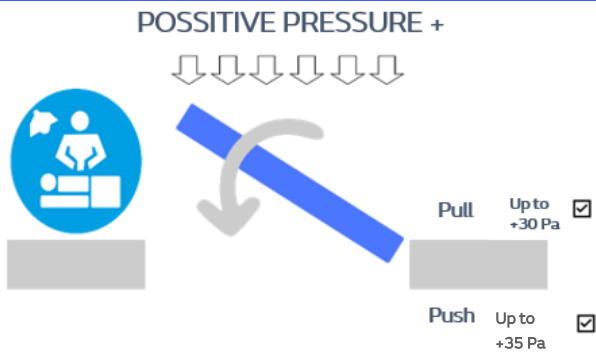 POSSITIVE PRESSURE +
Pull
Up to
+30 Pa
Push
Up to
+35 Pa